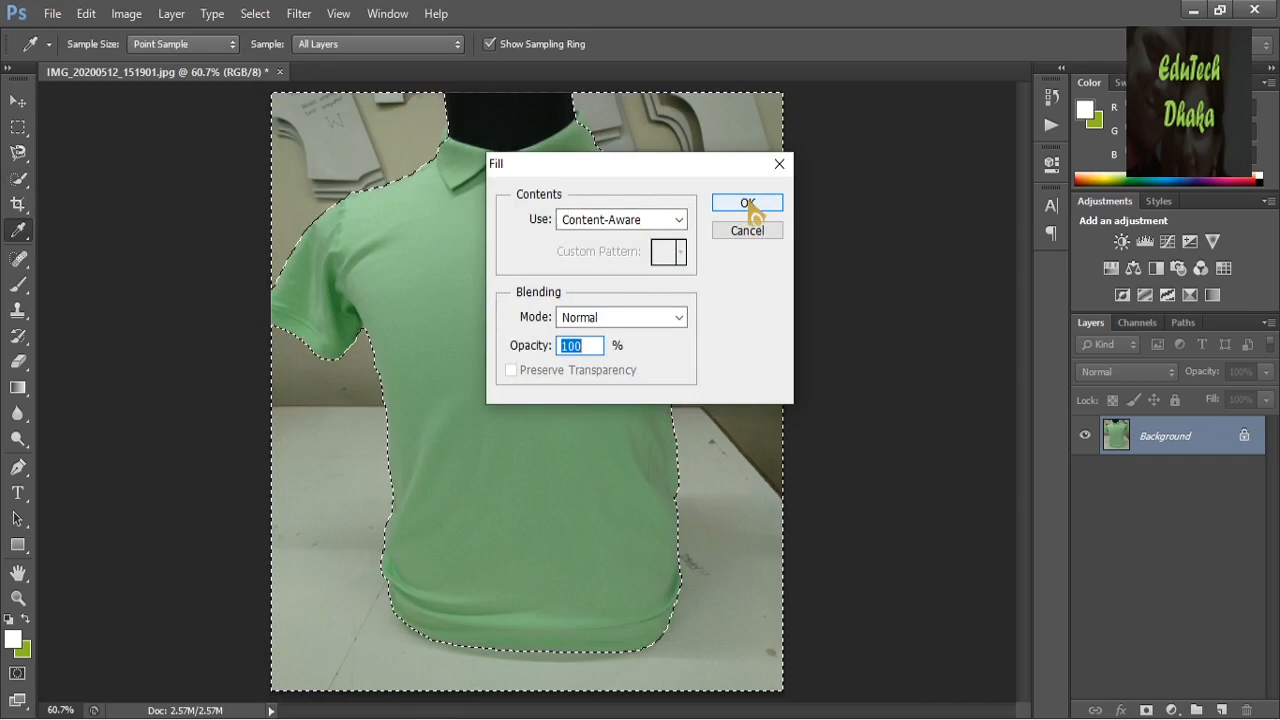 Ps File Edit Image Layer Type Select Filter View Window Help
Sample Size: Point Sample Sample: All Layers Show Sampling Ring
IMG_20200512_151901.jpg @ 60.7% (RGB/8) * ×
EduTech
Dhaka
Color Sw
R
G
B
Fill
Contents
Use: Content-Aware
Custom Pattern:
OK
Cancel
Blending
Mode: Normal
Opacity: 100 %
Preserve Transparency
Adjustments Styles
Add an adjustment
Layers Channels Paths
Kind
Normal Opacity: 100%
Lock: Fill: 100%
Background
60.7% Doc: 2.57M/2.57M